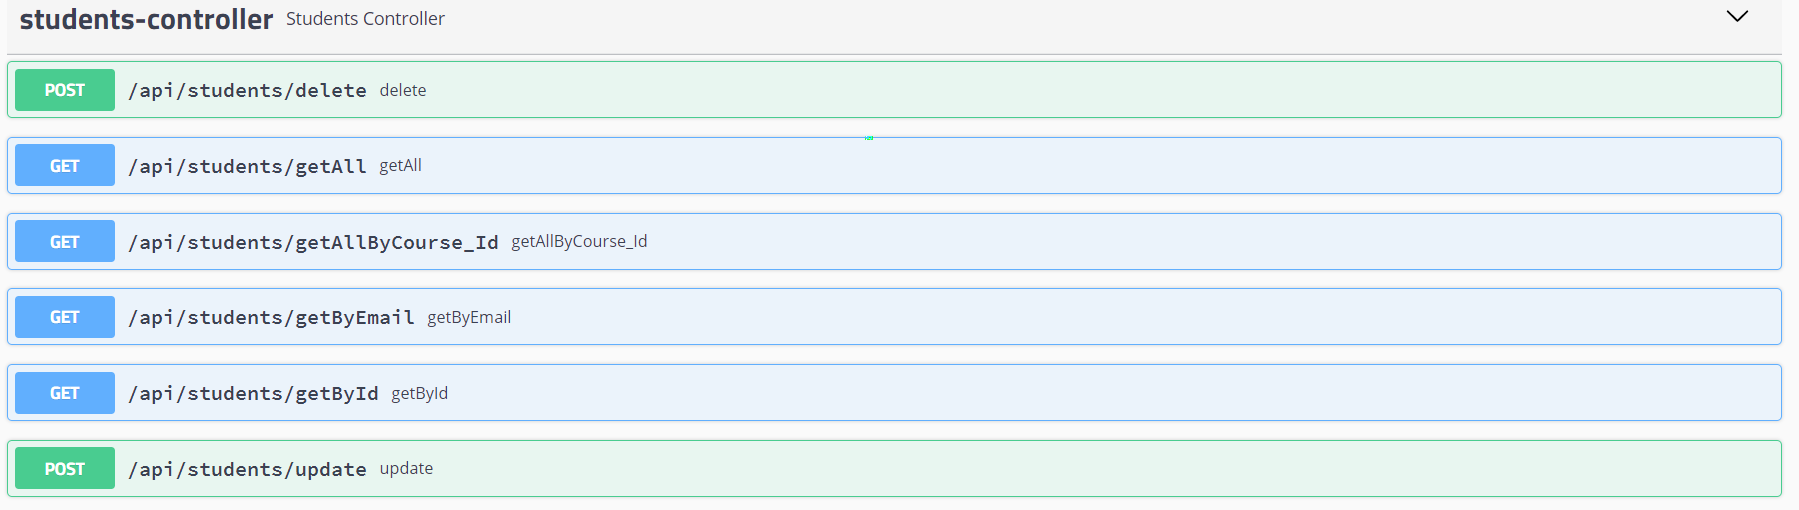 students-controller Students Controller
POST /api/students/delete delete
GET /api/students/getAll getAll
GET /api/students/getAllByCourse_Id getAllByCourse_Id
GET /api/students/getByEmail getByEmail
GET /api/students/getById getById
POST /api/students/update update